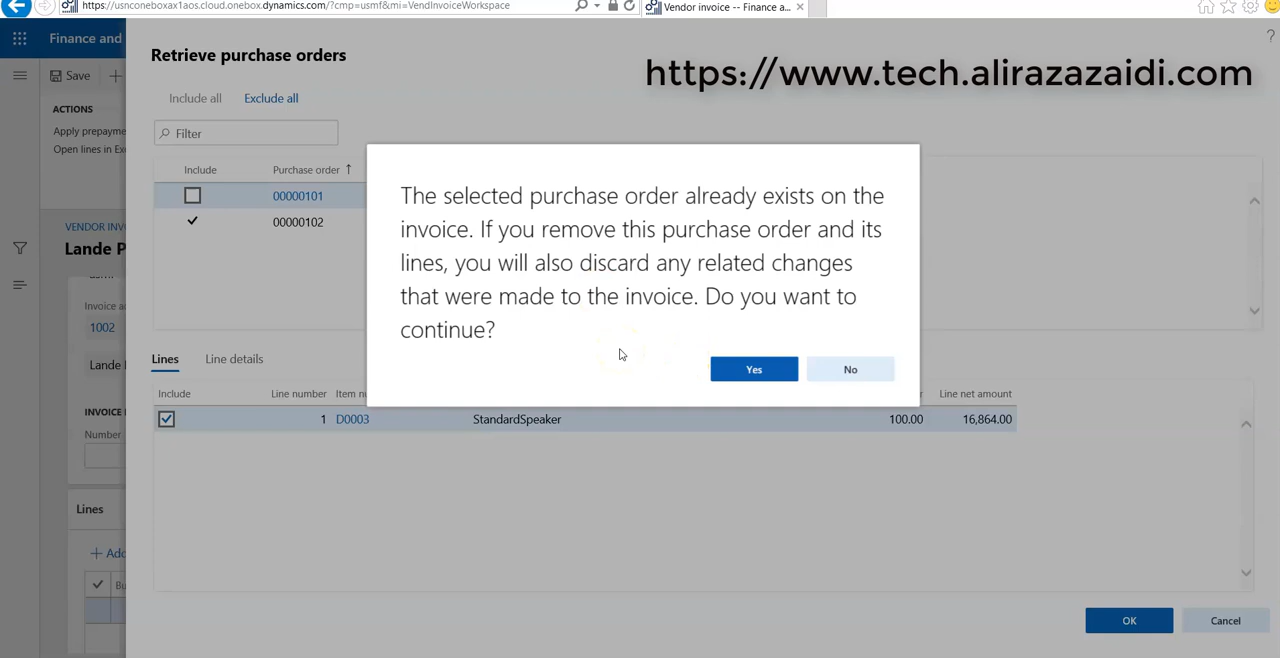 https://usnconeboxax1aos.cloud.onebox.dynamics.com/?cmp=usmf&mi=VendInvoiceWorkspace
Vendor invoice -- Finance a...
Finance and
?
Retrieve purchase orders
https://www.tech.alirazazaidi.com
Save
ACTIONS
Apply prepayme
Open lines in Exc
Include all
Exclude all
Filter
Include
Purchase order ↑
00000101
00000102
The selected purchase order already exists on the
invoice. If you remove this purchase order and its
lines, you will also discard any related changes
that were made to the invoice. Do you want to
continue?
Yes
No
VENDOR INV
Lande P
Invoice a
1002
Lande
INVOICE
Number
Lines
+ Add
Bu
Lines
Line details
Include
Line number
Item nu
r
Line net amount
1
D0003
StandardSpeaker
100.00
16,864.00
OK
Cancel